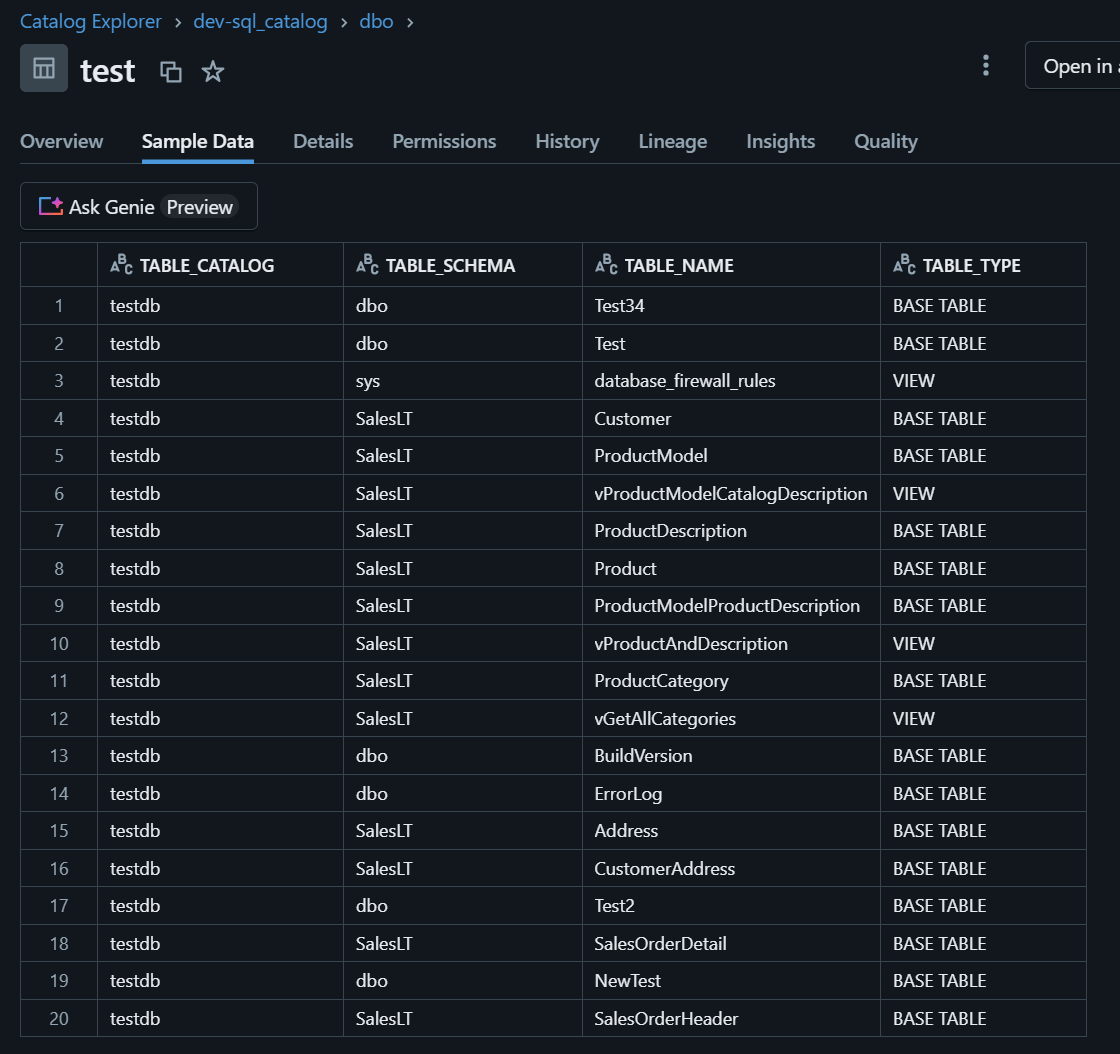 Catalog Explorer > dev-sql_catalog > dbo >
test
Open in
Overview Sample Data Details Permissions History Lineage Insights Quality
Ask Genie Preview
TABLE_CATALOG TABLE_SCHEMA TABLE_NAME TABLE_TYPE
1 testdb dbo Test34 BASE TABLE
2 testdb dbo Test BASE TABLE
3 testdb sys database_firewall_rules VIEW
4 testdb SalesLT Customer BASE TABLE
5 testdb SalesLT ProductModel BASE TABLE
6 testdb SalesLT vProductModelCatalogDescription VIEW
7 testdb SalesLT ProductDescription BASE TABLE
8 testdb SalesLT Product BASE TABLE
9 testdb SalesLT ProductModelProductDescription BASE TABLE
10 testdb SalesLT vProductAndDescription VIEW
11 testdb SalesLT ProductCategory BASE TABLE
12 testdb SalesLT vGetAllCategories VIEW
13 testdb dbo BuildVersion BASE TABLE
14 testdb dbo ErrorLog BASE TABLE
15 testdb SalesLT Address BASE TABLE
16 testdb SalesLT CustomerAddress BASE TABLE
17 testdb dbo Test2 BASE TABLE
18 testdb SalesLT SalesOrderDetail BASE TABLE
19 testdb dbo NewTest BASE TABLE
20 testdb SalesLT SalesOrderHeader BASE TABLE